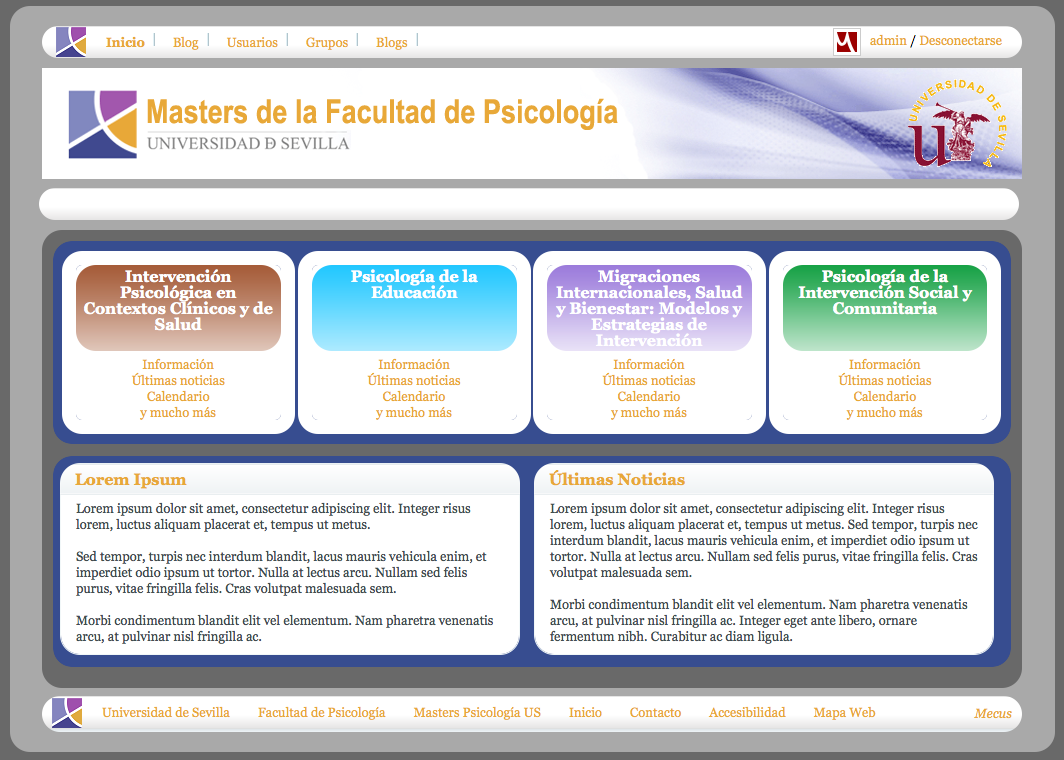 Inicio Blog Usuarios Grupos Blogs admin / Desconectarse
Masters de la Facultad de Psicología
UNIVERSIDAD D SEVILLA
UNIVERSIDAD DE SEVILLA
Intervención
Psicológica en
Contextos Clínicos y de
Salud
Información
Últimas noticias
Calendario
y mucho más
Psicología de la
Educación
Información
Últimas noticias
Calendario
y mucho más
Migraciones
Internacionales, Salud
y Bienestar: Modelos y
Estrategias de
Intervención
Información
Últimas noticias
Calendario
y mucho más
Psicología de la
Intervención Social y
Comunitaria
Información
Últimas noticias
Calendario
y mucho más
Lorem Ipsum
Lorem ipsum dolor sit amet, consectetur adipiscing elit. Integer risus
lorem, luctus aliquam placerat et, tempus ut metus.
Sed tempor, turpis nec interdum blandit, lacus mauris vehicula enim, et
imperdiet odio ipsum ut tortor. Nulla at lectus arcu. Nullam sed felis
purus, vitae fringilla felis. Cras volutpat malesuada sem.
Morbi condimentum blandit elit vel elementum. Nam pharetra venenatis
arcu, at pulvinar nisl fringilla ac.
Últimas Noticias
Lorem ipsum dolor sit amet, consectetur adipiscing elit. Integer risus
lorem, luctus aliquam placerat et, tempus ut metus. Sed tempor, turpis nec
interdum blandit, lacus mauris vehicula enim, et imperdiet odio ipsum ut
tortor. Nulla at lectus arcu. Nullam sed felis purus, vitae fringilla felis. Cras
volutpat malesuada sem.
Morbi condimentum blandit elit vel elementum. Nam pharetra venenatis
arcu, at pulvinar nisl fringilla ac. Integer eget ante libero, ornare
fermentum nibh. Curabitur ac diam ligula.
Universidad de Sevilla Facultad de Psicología Masters Psicología US Inicio Contacto Accesibilidad Mapa Web Mecus